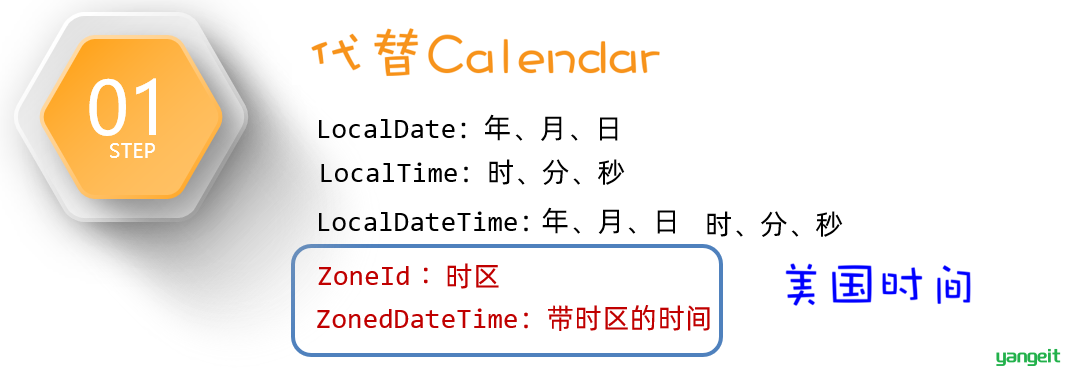 01
STEP
代替Calendar
LocalDate：年、月、日
LocalTime：时、分、秒
LocalDateTime：年、月、日 时、分、秒
ZoneId：时区
ZonedDateTime：带时区的时间
美国时间
yangeit